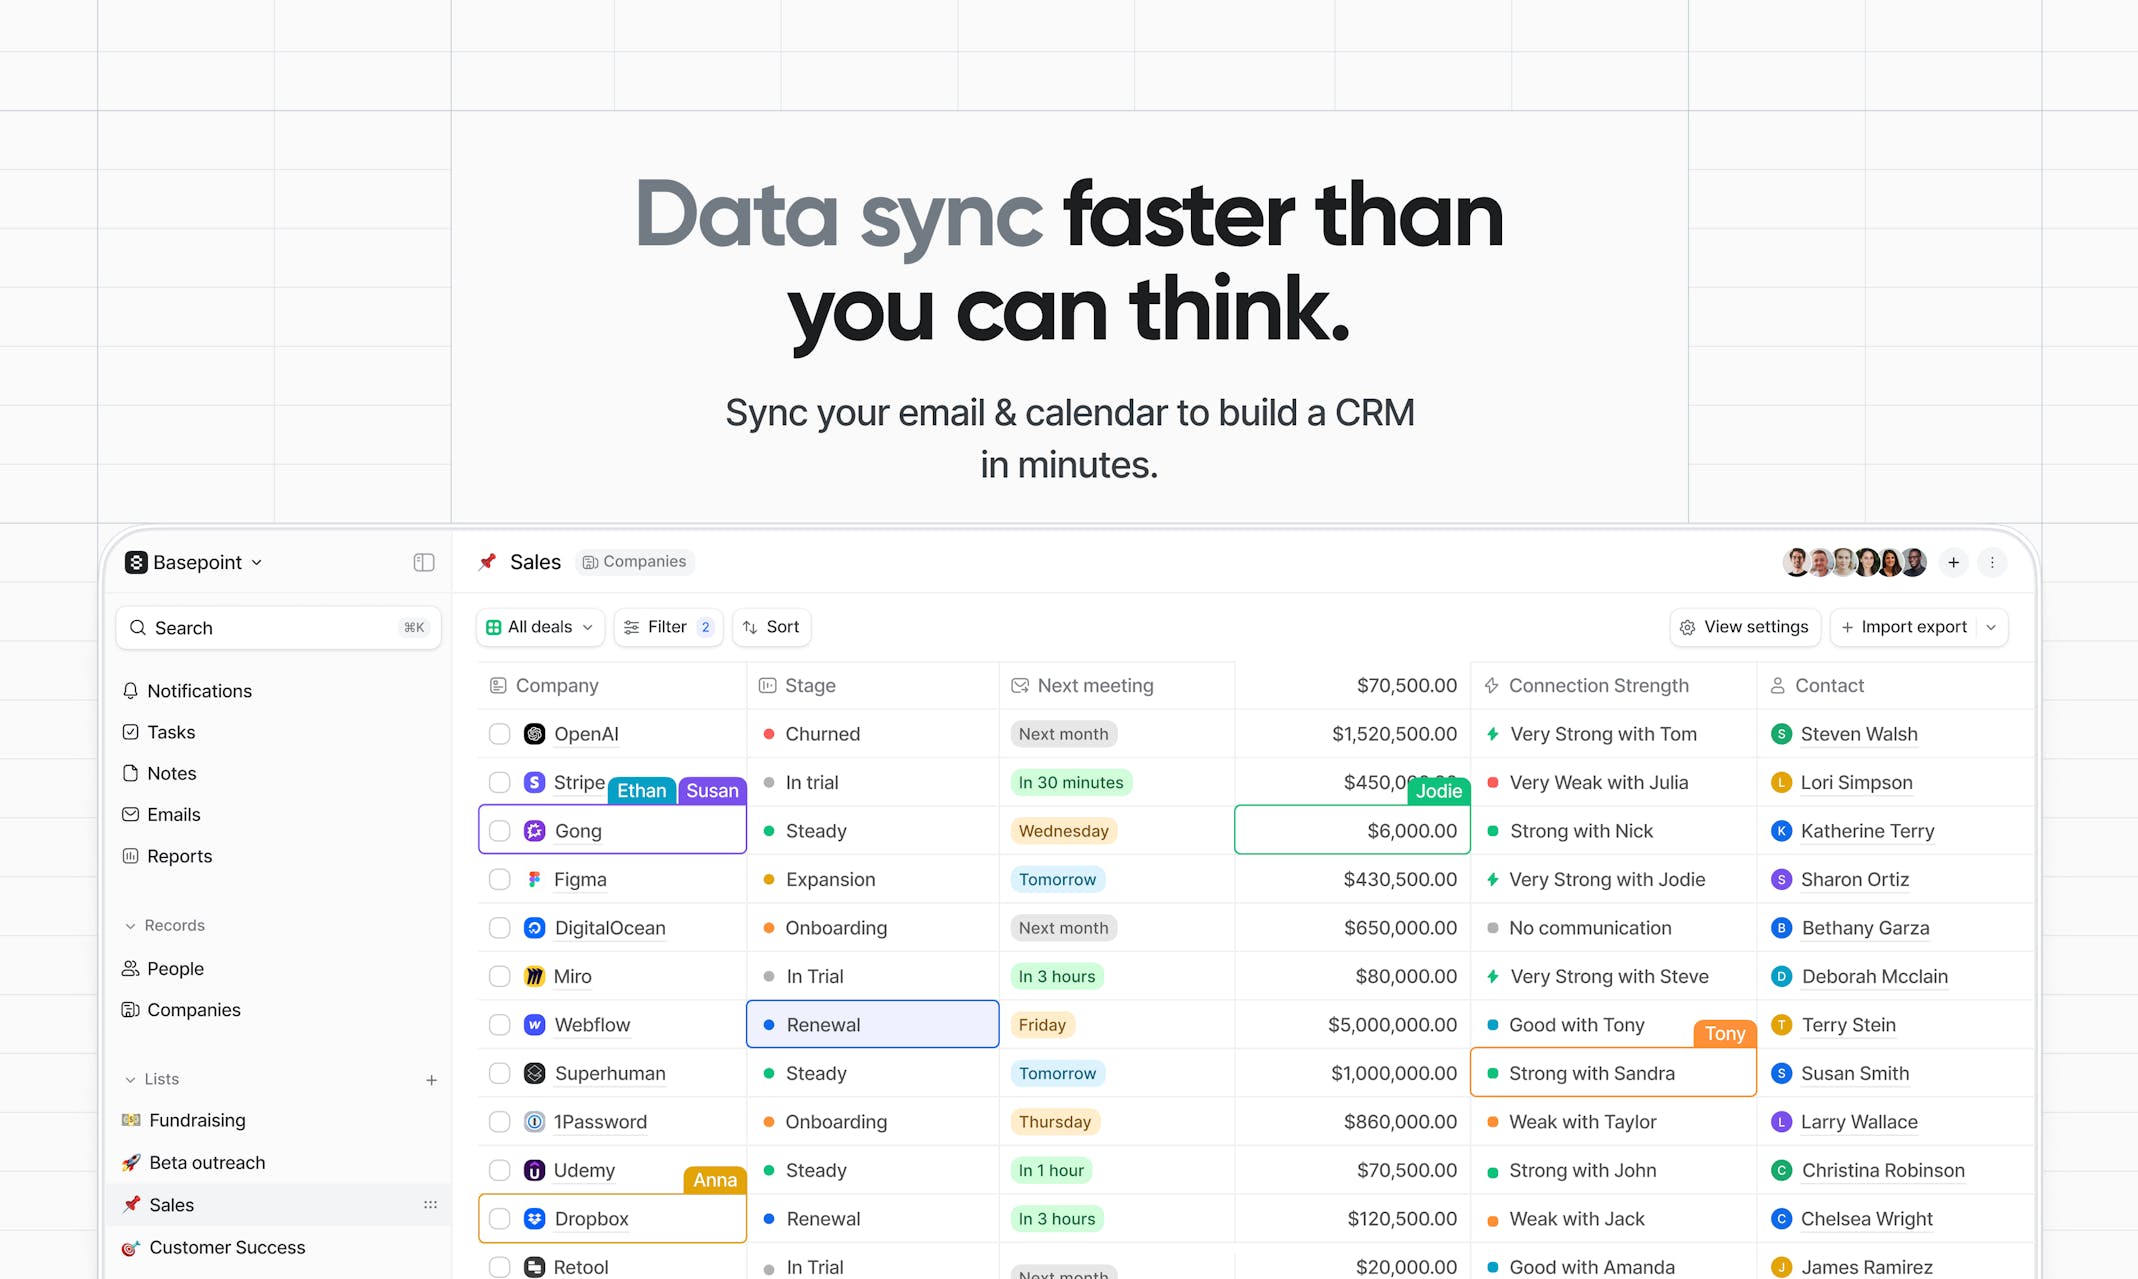 Data sync faster than
you can think.
Sync your email & calendar to build a CRM
in minutes.
Basepoint
Search ⌘K
Notifications
Tasks
Notes
Emails
Reports
Records
People
Companies
Lists
Fundraising
Beta outreach
Sales
Customer Success
Sales Companies
All deals Filter 2 Sort View settings Import export
Company Stage Next meeting $70,500.00 Connection Strength Contact
OpenAI Churned Next month $1,520,500.00 Very Strong with Tom S Steven Walsh
Stripe In trial In 30 minutes $450,000.00 Very Weak with Julia L Lori Simpson
Ethan Susan Jodie
Gong Steady Wednesday $6,000.00 Strong with Nick K Katherine Terry
Figma Expansion Tomorrow $430,500.00 Very Strong with Jodie S Sharon Ortiz
DigitalOcean Onboarding Next month $650,000.00 No communication B Bethany Garza
Miro In Trial In 3 hours $80,000.00 Very Strong with Steve D Deborah Mcclain
Webflow Renewal Friday $5,000,000.00 Good with Tony T Terry Stein
Tony
Superhuman Steady Tomorrow $1,000,000.00 Strong with Sandra S Susan Smith
1Password Onboarding Thursday $860,000.00 Weak with Taylor L Larry Wallace
Udemy Steady In 1 hour $70,500.00 Strong with John C Christina Robinson
Anna
Dropbox Renewal In 3 hours $120,500.00 Weak with Jack C Chelsea Wright
Retool In Trial Next month $20,000.00 Good with Amanda J James Ramirez